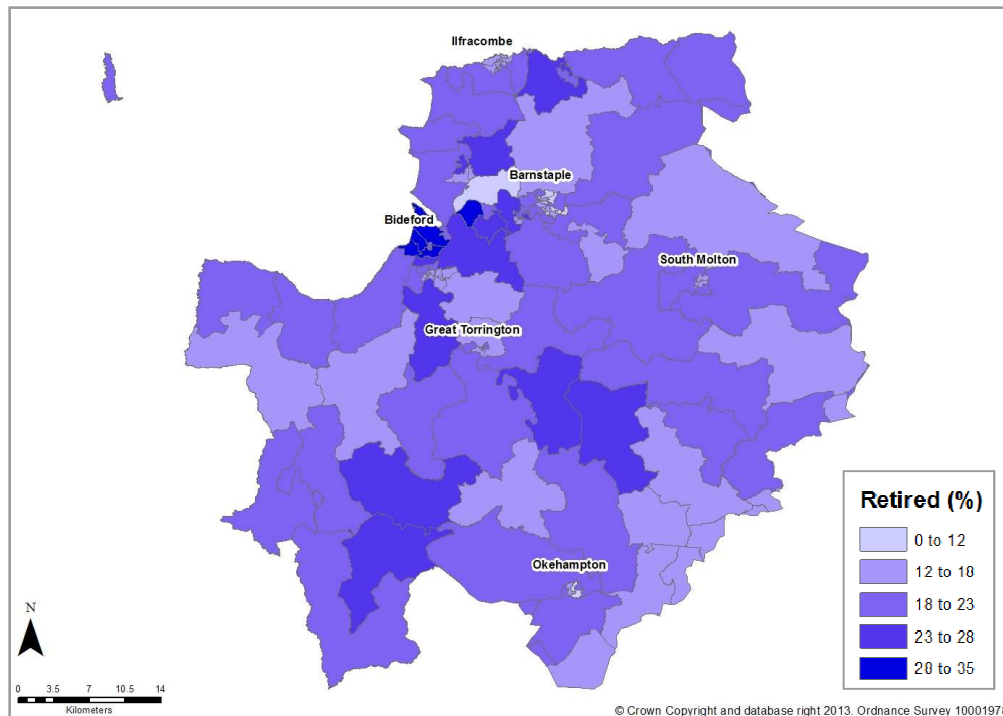 Ilfracombe
Barnstaple
Bideford
South Molton
Great Torrington
Okehampton
Retired (%)
0 to 12
12 to 18
18 to 23
23 to 28
28 to 35
N
0 3.5 7 10.5 14
Kilometers
© Crown Copyright and database right 2013. Ordnance Survey 1000197